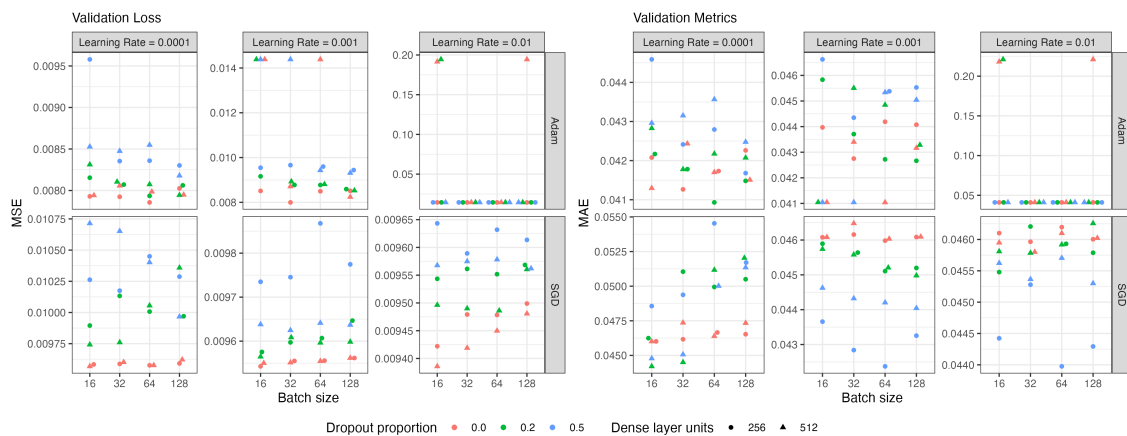 Validation Loss
Validation Metrics
Learning Rate = 0.0001
Learning Rate = 0.001
Learning Rate = 0.01
Learning Rate = 0.0001
Learning Rate = 0.001
Learning Rate = 0.01
0.0095
0.0090
0.0085
0.0080
0.014
0.012
0.010
0.008
0.20
0.15
0.10
0.05
Adam
0.044
0.043
0.042
0.041
0.046
0.045
0.044
0.043
0.042
0.041
0.20
0.15
0.10
0.05
Adam
MSE
MAE
0.01075
0.01050
0.01025
0.01000
0.00975
0.0098
0.0097
0.0096
0.00965
0.00960
0.00955
0.00950
0.00945
0.00940
SGD
0.0550
0.0525
0.0500
0.0475
0.0450
0.046
0.045
0.044
0.043
0.0460
0.0455
0.0450
0.0445
0.0440
SGD
16 32 64 128
16 32 64 128
16 32 64 128
16 32 64 128
16 32 64 128
16 32 64 128
Batch size
Batch size
Dropout proportion 0.0 0.2 0.5 Dense layer units 256 512